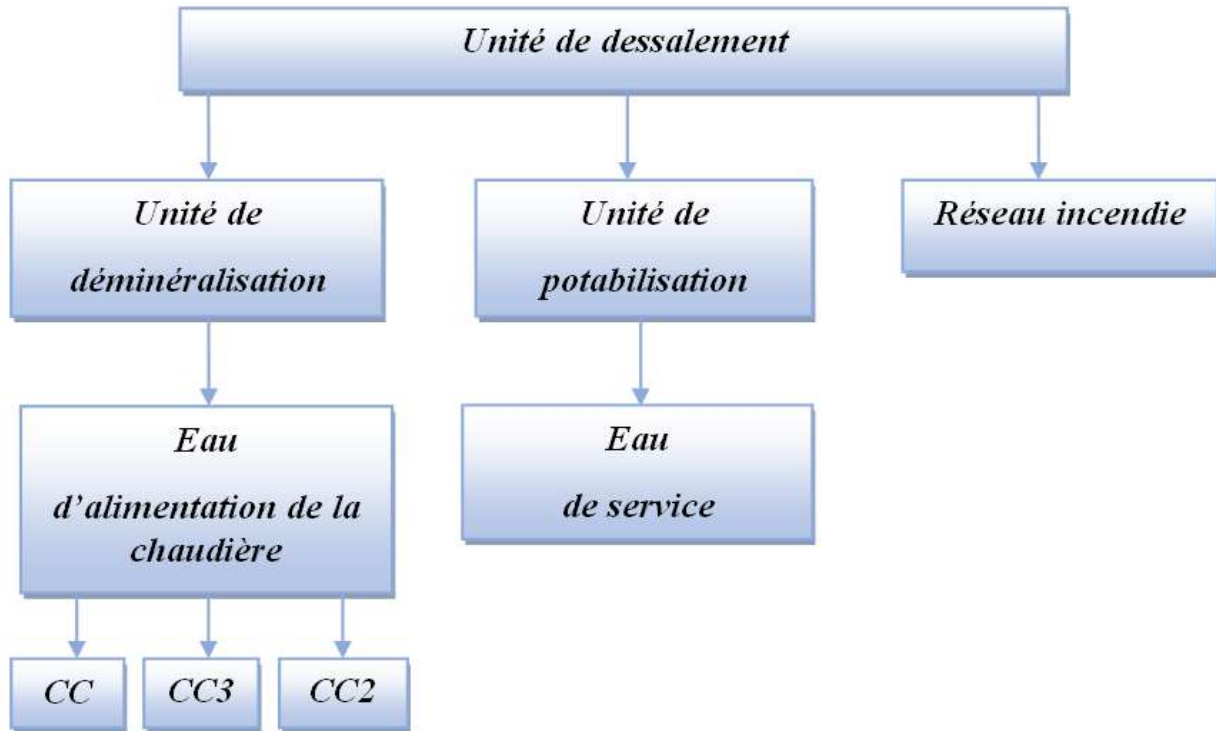 Unité de dessalement
Unité de
déminéralisation
Unité de
potabilisation
Réseau incendie
Eau
d’alimentation de la
chaudière
Eau
de service
CC
CC3
CC2